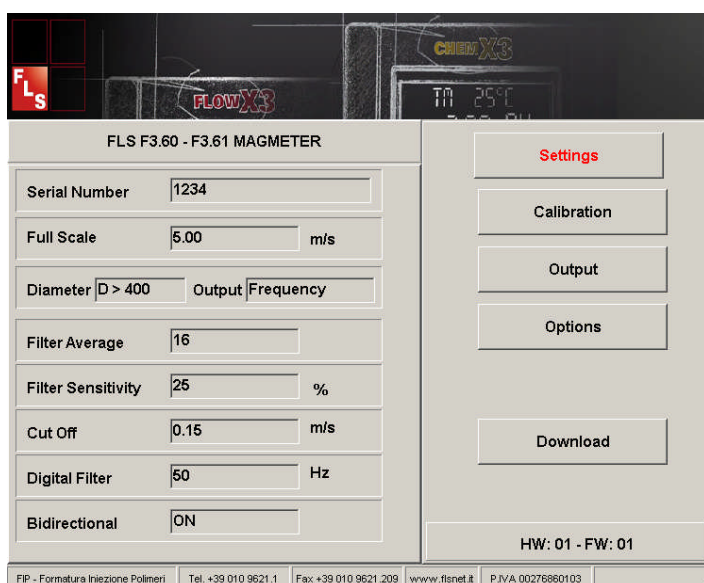 FLS
FLOW X3
CHEM X3
TM 25°C
FLS F3.60 - F3.61 MAGMETER
Serial Number 1234
Full Scale 5.00 m/s
Diameter D > 400 Output Frequency
Filter Average 16
Filter Sensitivity 25 %
Cut Off 0.15 m/s
Digital Filter 50 Hz
Bidirectional ON
Settings
Calibration
Output
Options
Download
HW: 01 - FW: 01
FIP - Formatura Iniezione Polimeri Tel. +39 010 9621.1 Fax +39 010 9621.209 www.flsnet.it P.IVA 00276860103